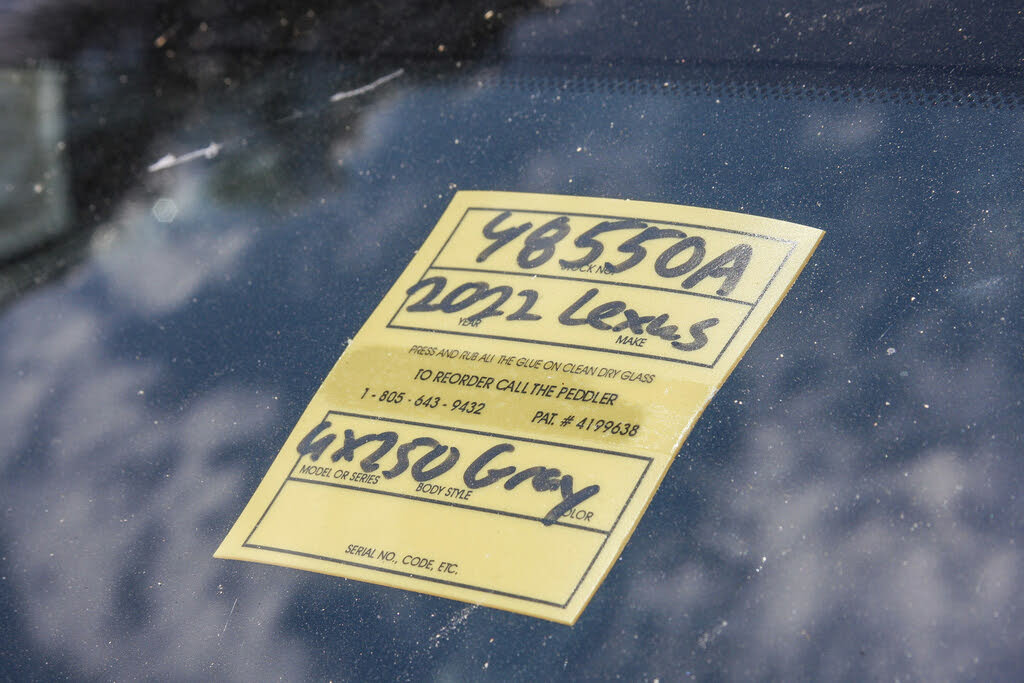 48550A
STOCK NO.
2022 Lexus
YEAR MAKE
PRESS AND RUB ALL THE GLUE ON CLEAN DRY GLASS
TO REORDER CALL THE PEDDLER
1 - 805 - 643 - 9432 PAT. # 4199638
UX250 Gray
MODEL OR SERIES BODY STYLE COLOR
SERIAL NO., CODE, ETC.